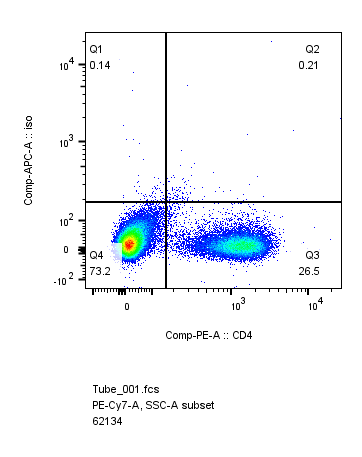 Q1
0.14
Q2
0.21
10^4
10^3
10^2
0
-10^2
Comp-APC-A :: iso
Q4
73.2
Q3
26.5
0
10^3
10^4
Comp-PE-A :: CD4
Tube_001.fcs
PE-Cy7-A, SSC-A subset
62134